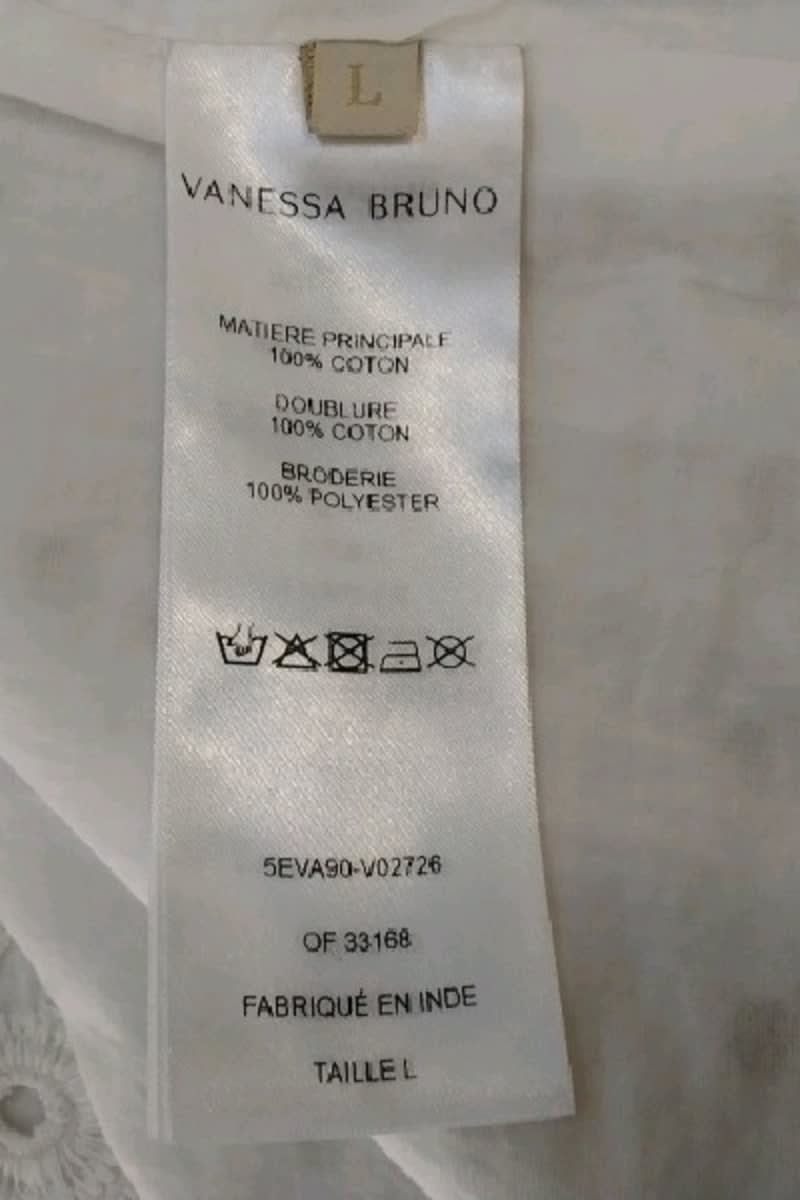 L
VANESSA BRUNO
MATIERE PRINCIPALE
100% COTON
DOUBLURE
100% COTON
BRODERIE
100% POLYESTER
5EVA90-V02726
OF 33168
FABRIQUÉ EN INDE
TAILLE L